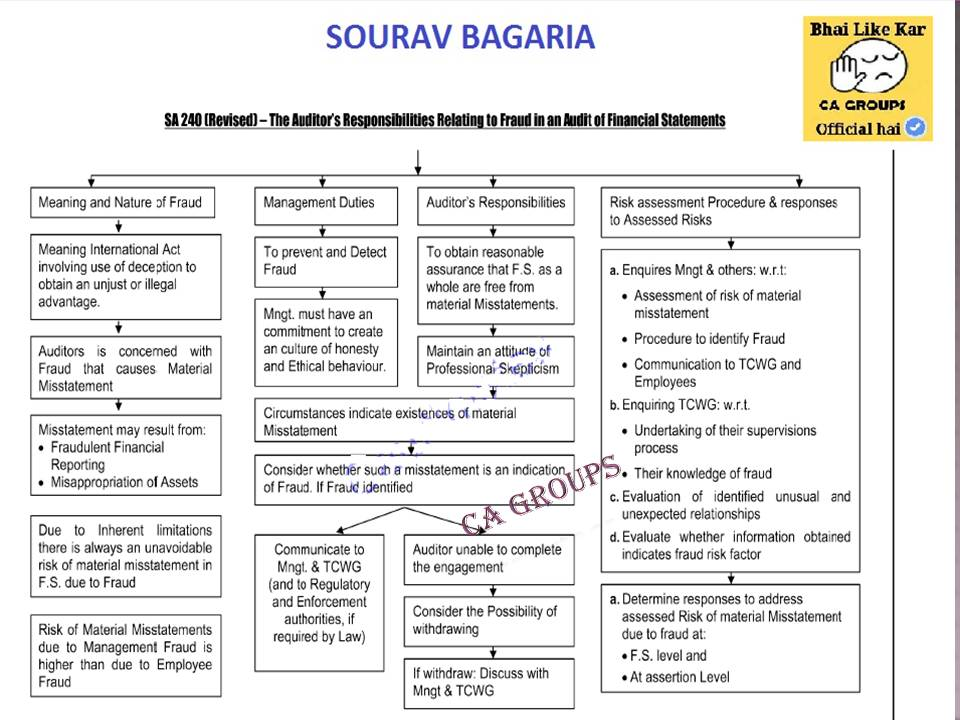 SOURAV BAGARIA
Bhai Like Kar
CA GROUPS
Official hai
SA 240 (Revised) – The Auditor's Responsibilities Relating to Fraud in an Audit of Financial Statements
Meaning and Nature of Fraud
Meaning International Act
involving use of deception to
obtain an unjust or illegal
advantage.
Auditors is concerned with
Fraud that causes Material
Misstatement
Misstatement may result from:
• Fraudulent Financial
Reporting
• Misappropriation of Assets
Due to Inherent limitations
there is always an unavoidable
risk of material misstatement in
F.S. due to Fraud
Risk of Material Misstatements
due to Management Fraud is
higher than due to Employee
Fraud
Management Duties
To prevent and Detect
Fraud
Mngt. must have an
commitment to create
an culture of honesty
and Ethical behaviour.
Auditor's Responsibilities
To obtain reasonable
assurance that F.S. as a
whole are free from
material Misstatements.
Maintain an attitude of
Professional Skepticism
Circumstances indicate existences of material
Misstatement
Consider whether such a misstatement is an indication
of Fraud. If Fraud identified
CA GROUPS
Communicate to
Mngt. & TCWG
(and to Regulatory
and Enforcement
authorities, if
required by Law)
Auditor unable to complete
the engagement
Consider the Possibility of
withdrawing
If withdraw: Discuss with
Mngt & TCWG
Risk assessment Procedure & responses
to Assessed Risks
a. Enquires Mngt & others: w.r.t:
• Assessment of risk of material
misstatement
• Procedure to identify Fraud
• Communication to TCWG and
Employees
b. Enquiring TCWG: w.r.t.
• Undertaking of their supervisions
process
• Their knowledge of fraud
c. Evaluation of identified unusual and
unexpected relationships
d. Evaluate whether information obtained
indicates fraud risk factor
a. Determine responses to address
assessed Risk of material Misstatement
due to fraud at:
• F.S. level and
• At assertion Level